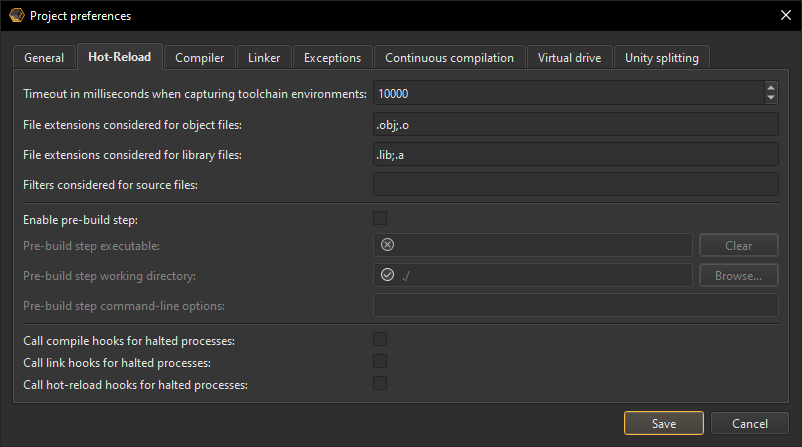 Project preferences
General Hot-Reload Compiler Linker Exceptions Continuous compilation Virtual drive Unity splitting
Timeout in milliseconds when capturing toolchain environments: 10000
File extensions considered for object files: .obj;.o
File extensions considered for library files: .lib;.a
Filters considered for source files:
Enable pre-build step:
Pre-build step executable: Clear
Pre-build step working directory: ./ Browse...
Pre-build step command-line options:
Call compile hooks for halted processes:
Call link hooks for halted processes:
Call hot-reload hooks for halted processes:
Save Cancel